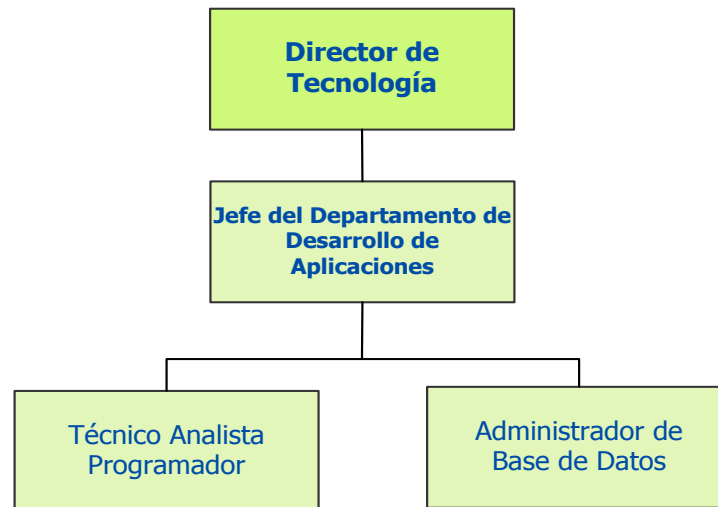 Director de
Tecnología
Jefe del Departamento de
Desarrollo de
Aplicaciones
Técnico Analista
Programador
Administrador de
Base de Datos